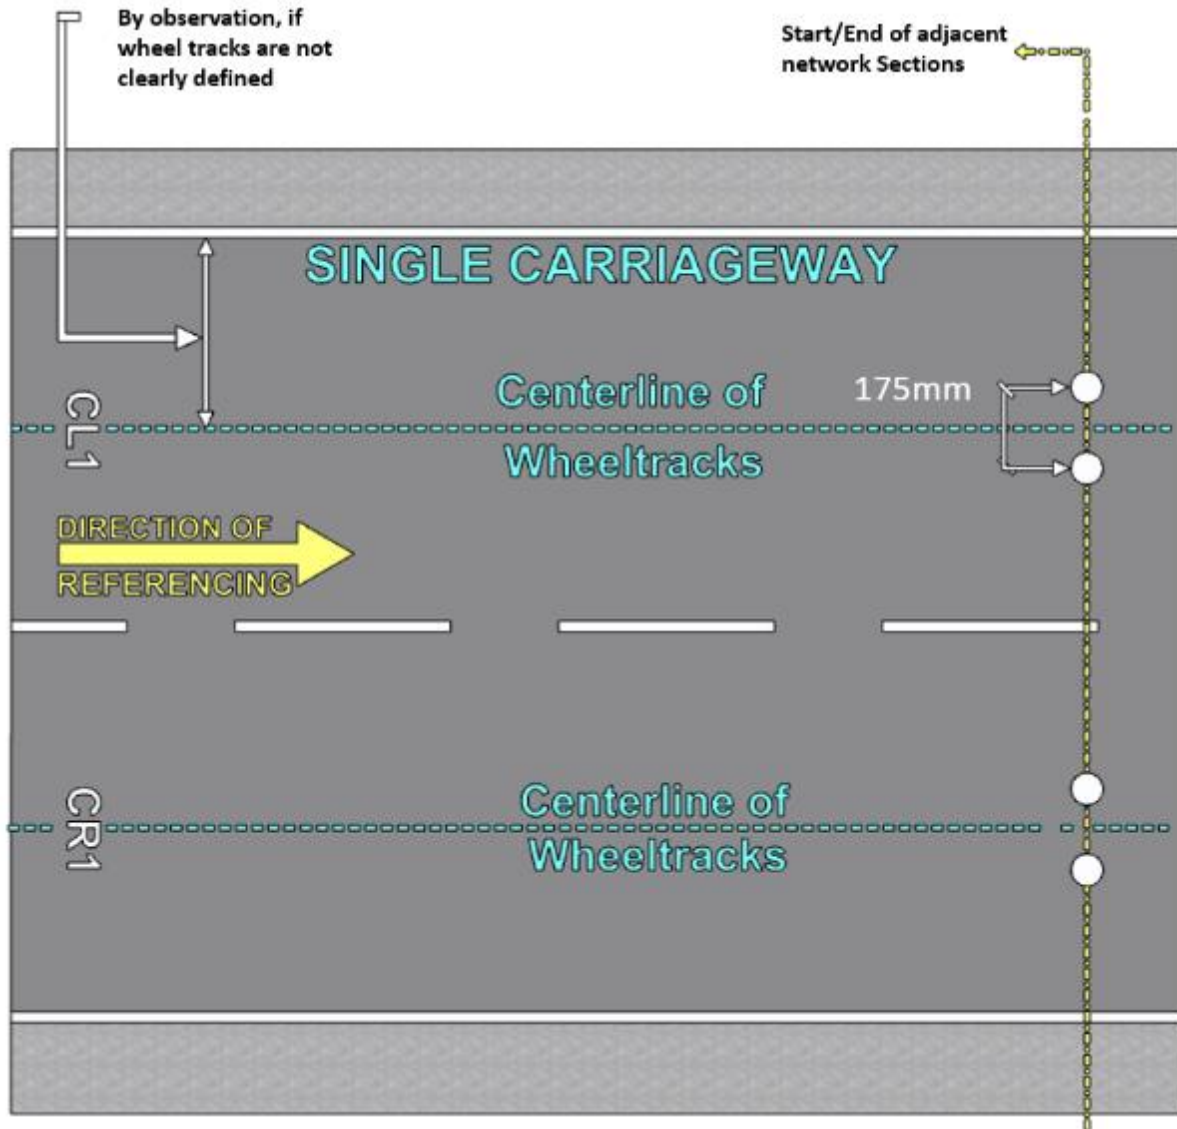 By observation, if
wheel tracks are not
clearly defined
Start/End of adjacent
network Sections
SINGLE CARRIAGEWAY
CL1
Centerline of
Wheeltracks
175mm
DIRECTION OF
REFERENCING
CR1
Centerline of
Wheeltracks